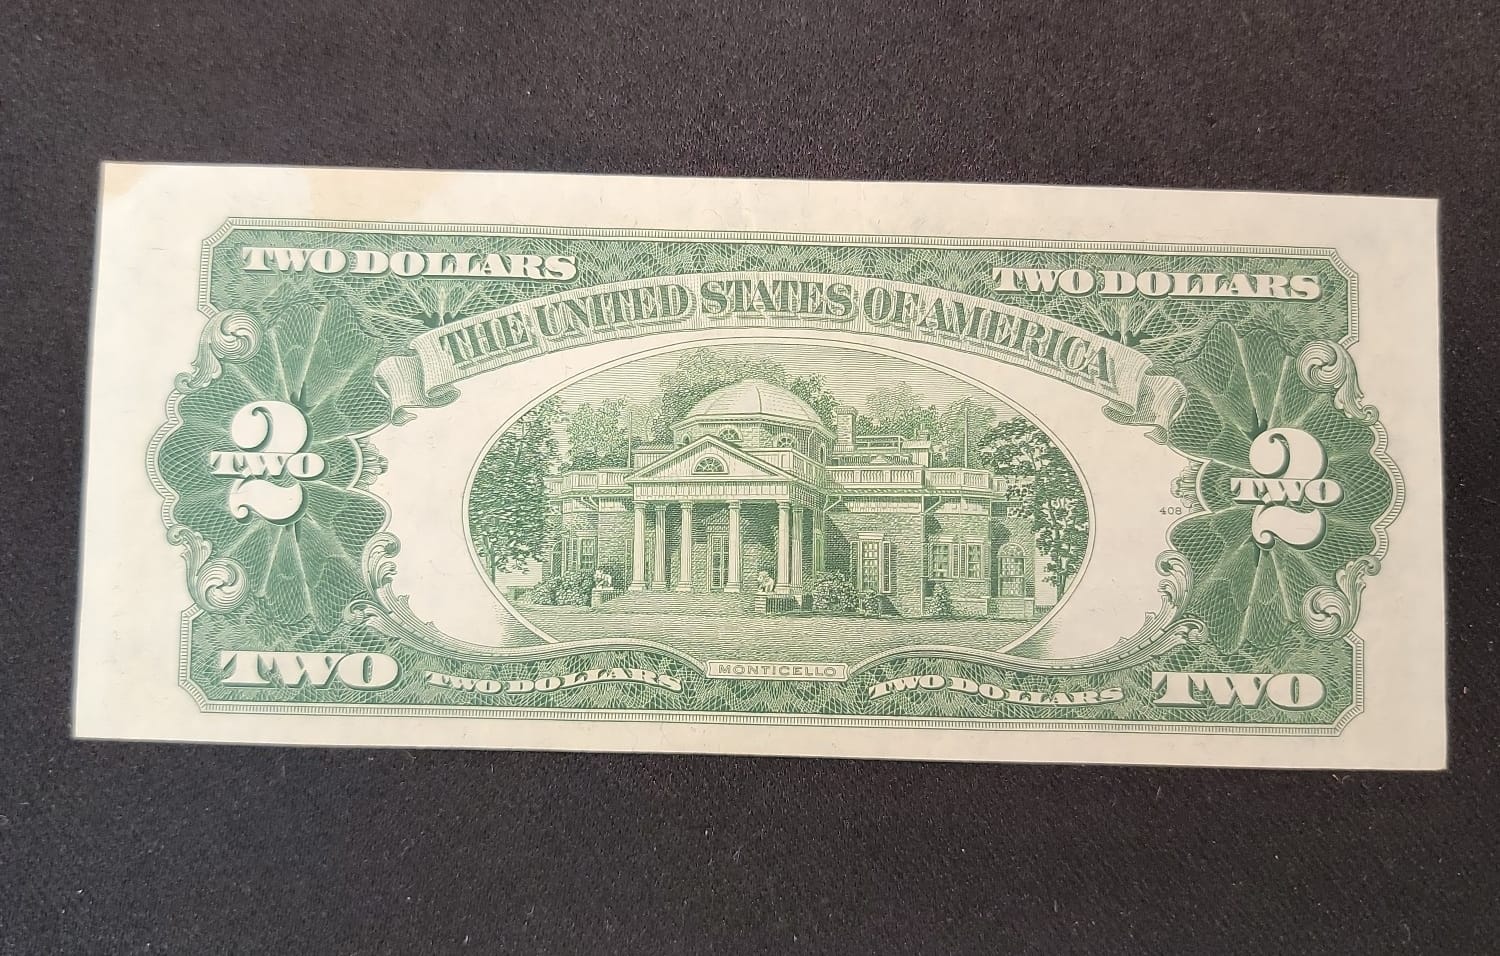 TWO DOLLARS TWO DOLLARS
THE UNITED STATES OF AMERICA
2 2
TWO TWO
408
MONTICELLO
TWO TWO DOLLARS TWO DOLLARS TWO